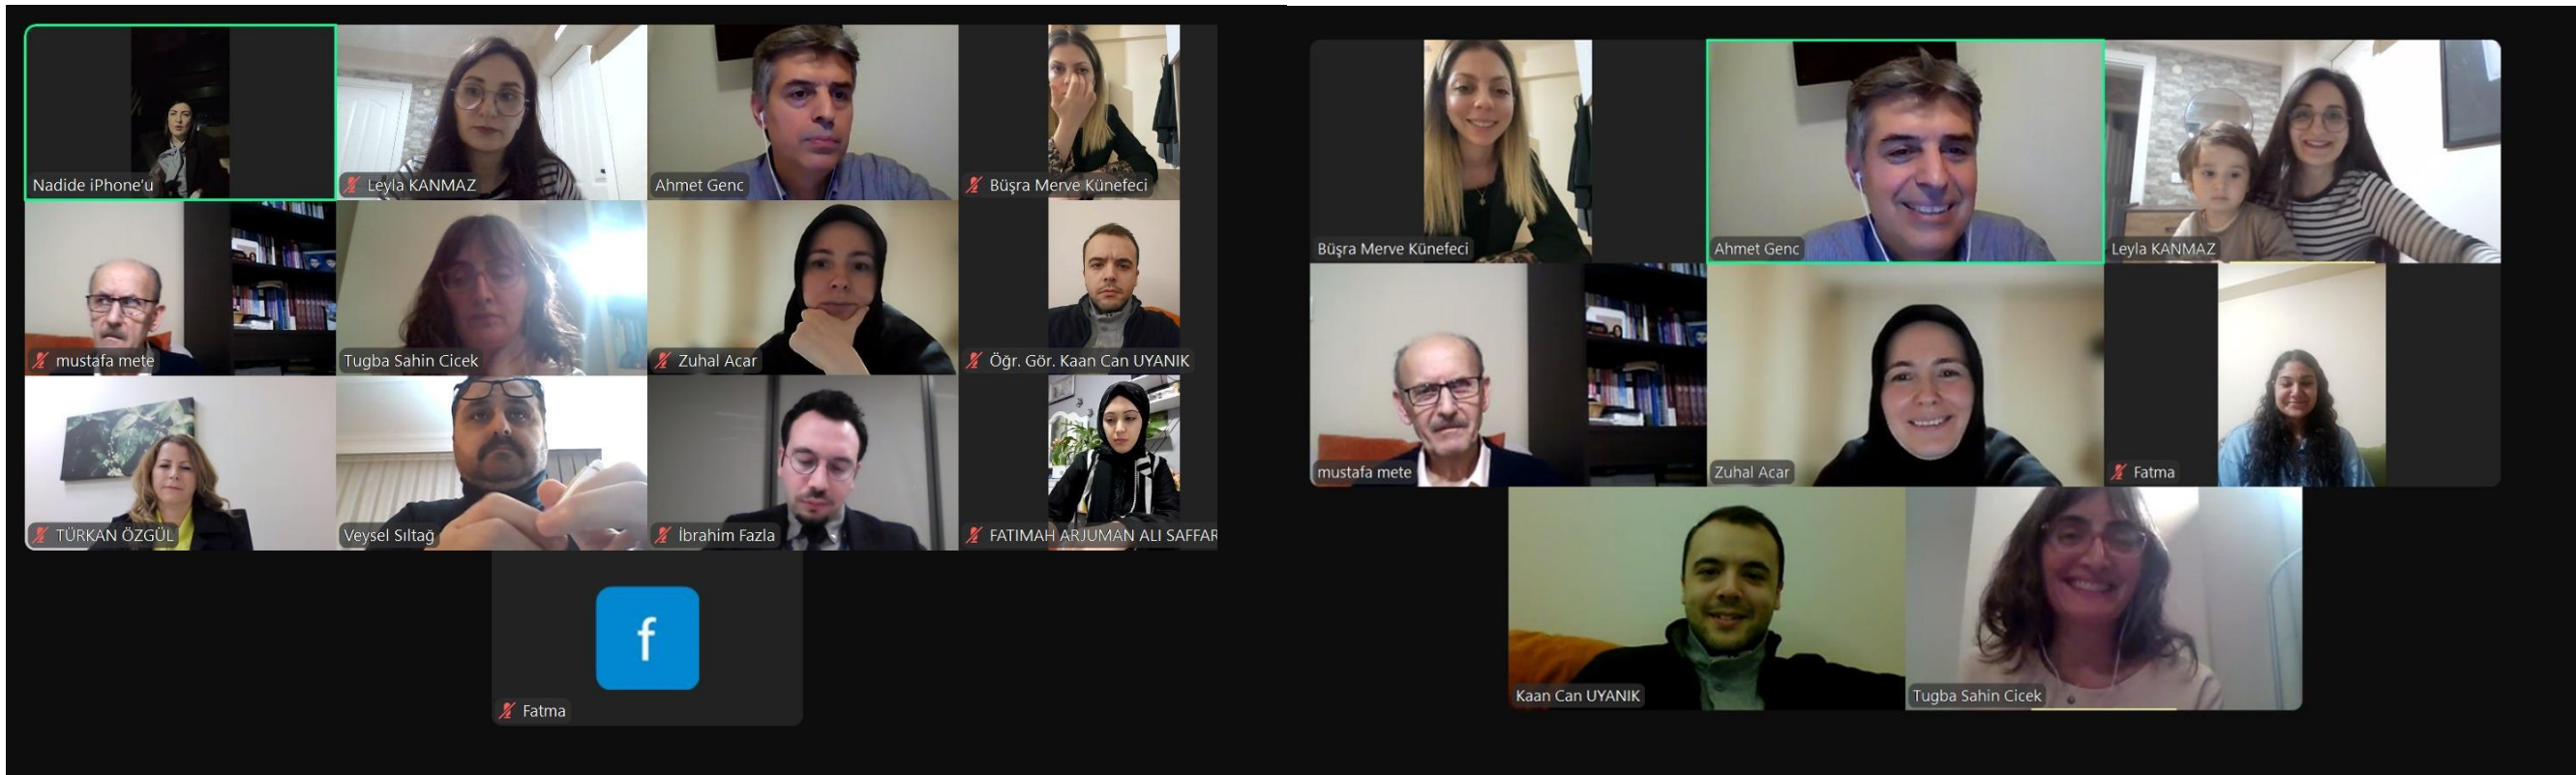 Nadide iPhone'u
Leyla KANMAZ
Ahmet Genc
Büşra Merve Künefeci
mustafa mete
Tugba Sahin Cicek
Zuhal Acar
Öğr. Gör. Kaan Can UYANIK
TÜRKAN ÖZGÜL
Veysel Sıltağ
İbrahim Fazla
FATIMAH ARJUMAN ALI SAFFAR
f
Fatma
Büşra Merve Künefeci
Ahmet Genc
Leyla KANMAZ
mustafa mete
Zuhal Acar
Fatma
Kaan Can UYANIK
Tugba Sahin Cicek